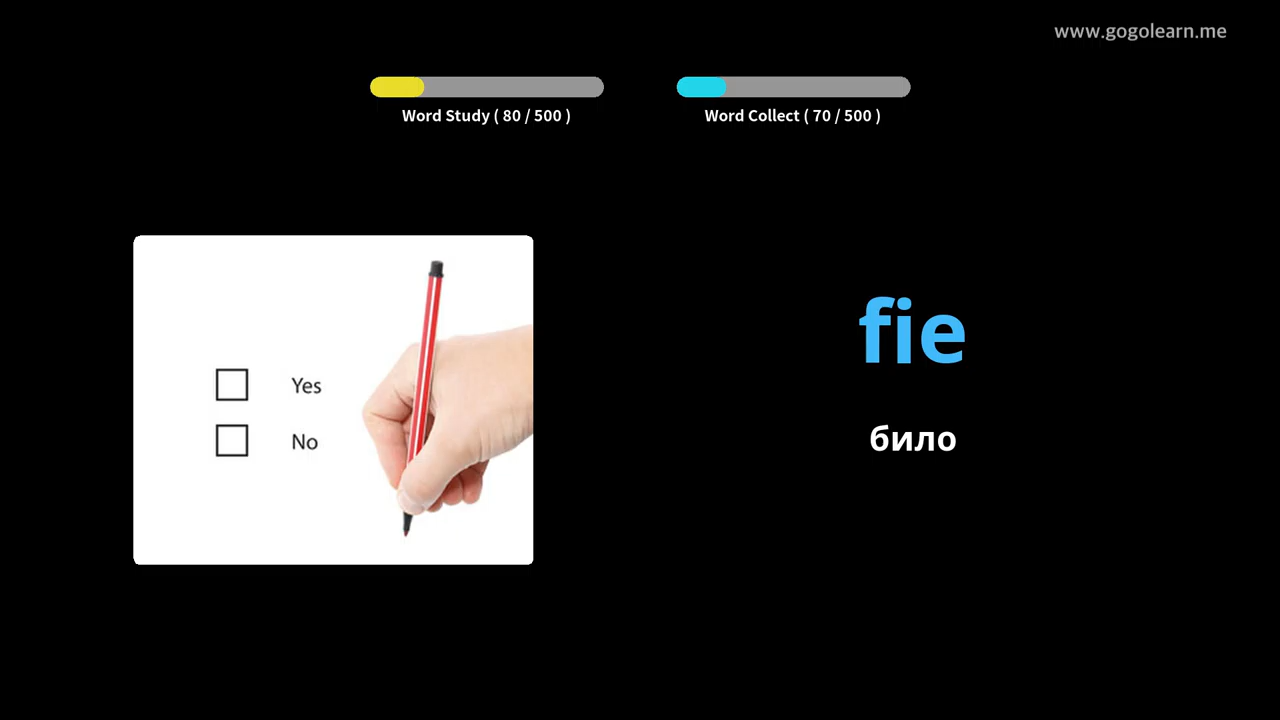 www.gogolearn.me
Word Study ( 80 / 500 )
Word Collect ( 70 / 500 )
Yes
No
fie
било